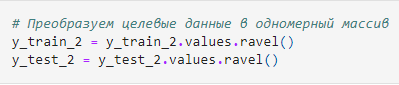 # Преобразуем целевые данные в одномерный массив
y_train_2 = y_train_2.values.ravel()
y_test_2 = y_test_2.values.ravel()